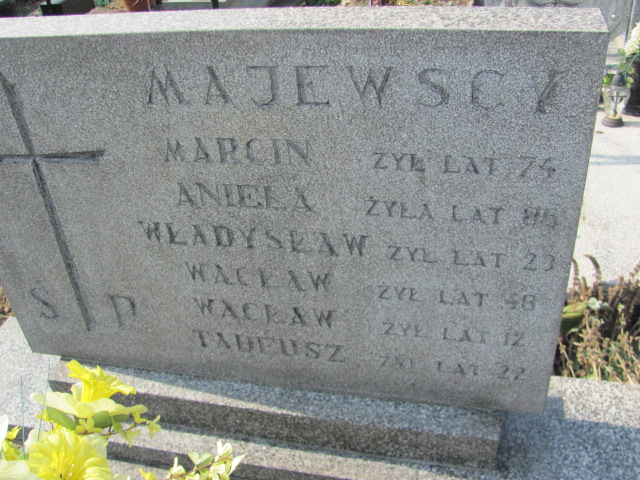 MAJEWSCY
MARCIN ŻYŁ LAT 74
ANIELA ŻYŁA LAT 86
WŁADYSŁAW ŻYŁ LAT 23
WACŁAW ŻYŁ LAT 48
WACŁAW ŻYŁ LAT 12
TADEUSZ ŻYŁ LAT 22
S P